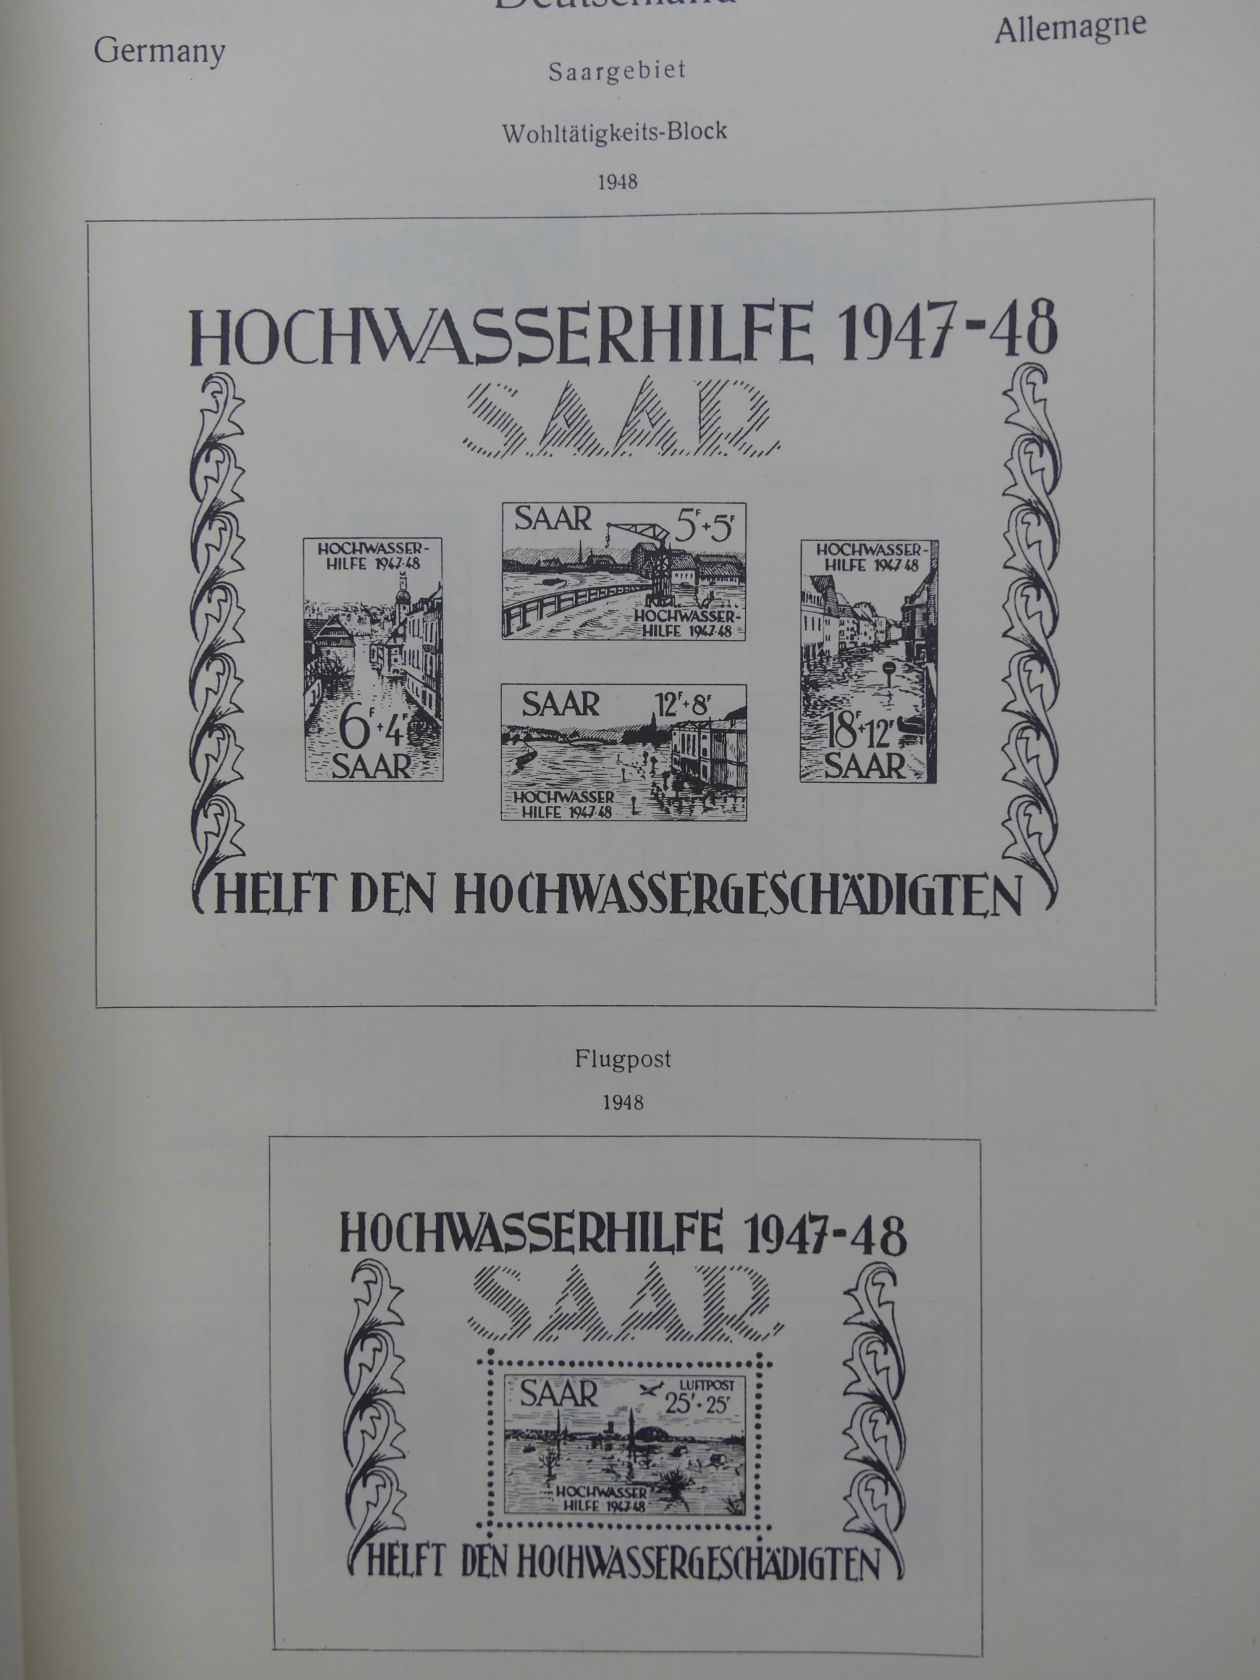 Deutschland
Germany
Allemagne
Saargebiet
Wohltätigkeits-Block
1948
HOCHWASSERHILFE 1947-48
SAAR
HOCHWASSER-
HILFE 1947-48
6F+4F
SAAR
SAAR 5F+5F
HOCHWASSER-
HILFE 1947-48
SAAR 12F+8F
HOCHWASSER
HILFE 1947-48
HOCHWASSER-
HILFE 1947-48
18F+12F
SAAR
HELFT DEN HOCHWASSERGESCHÄDIGTEN
Flugpost
1948
HOCHWASSERHILFE 1947-48
SAAR
SAAR LUFTPOST
25F+25F
HOCHWASSER
HILFE 1947-48
HELFT DEN HOCHWASSERGESCHÄDIGTEN